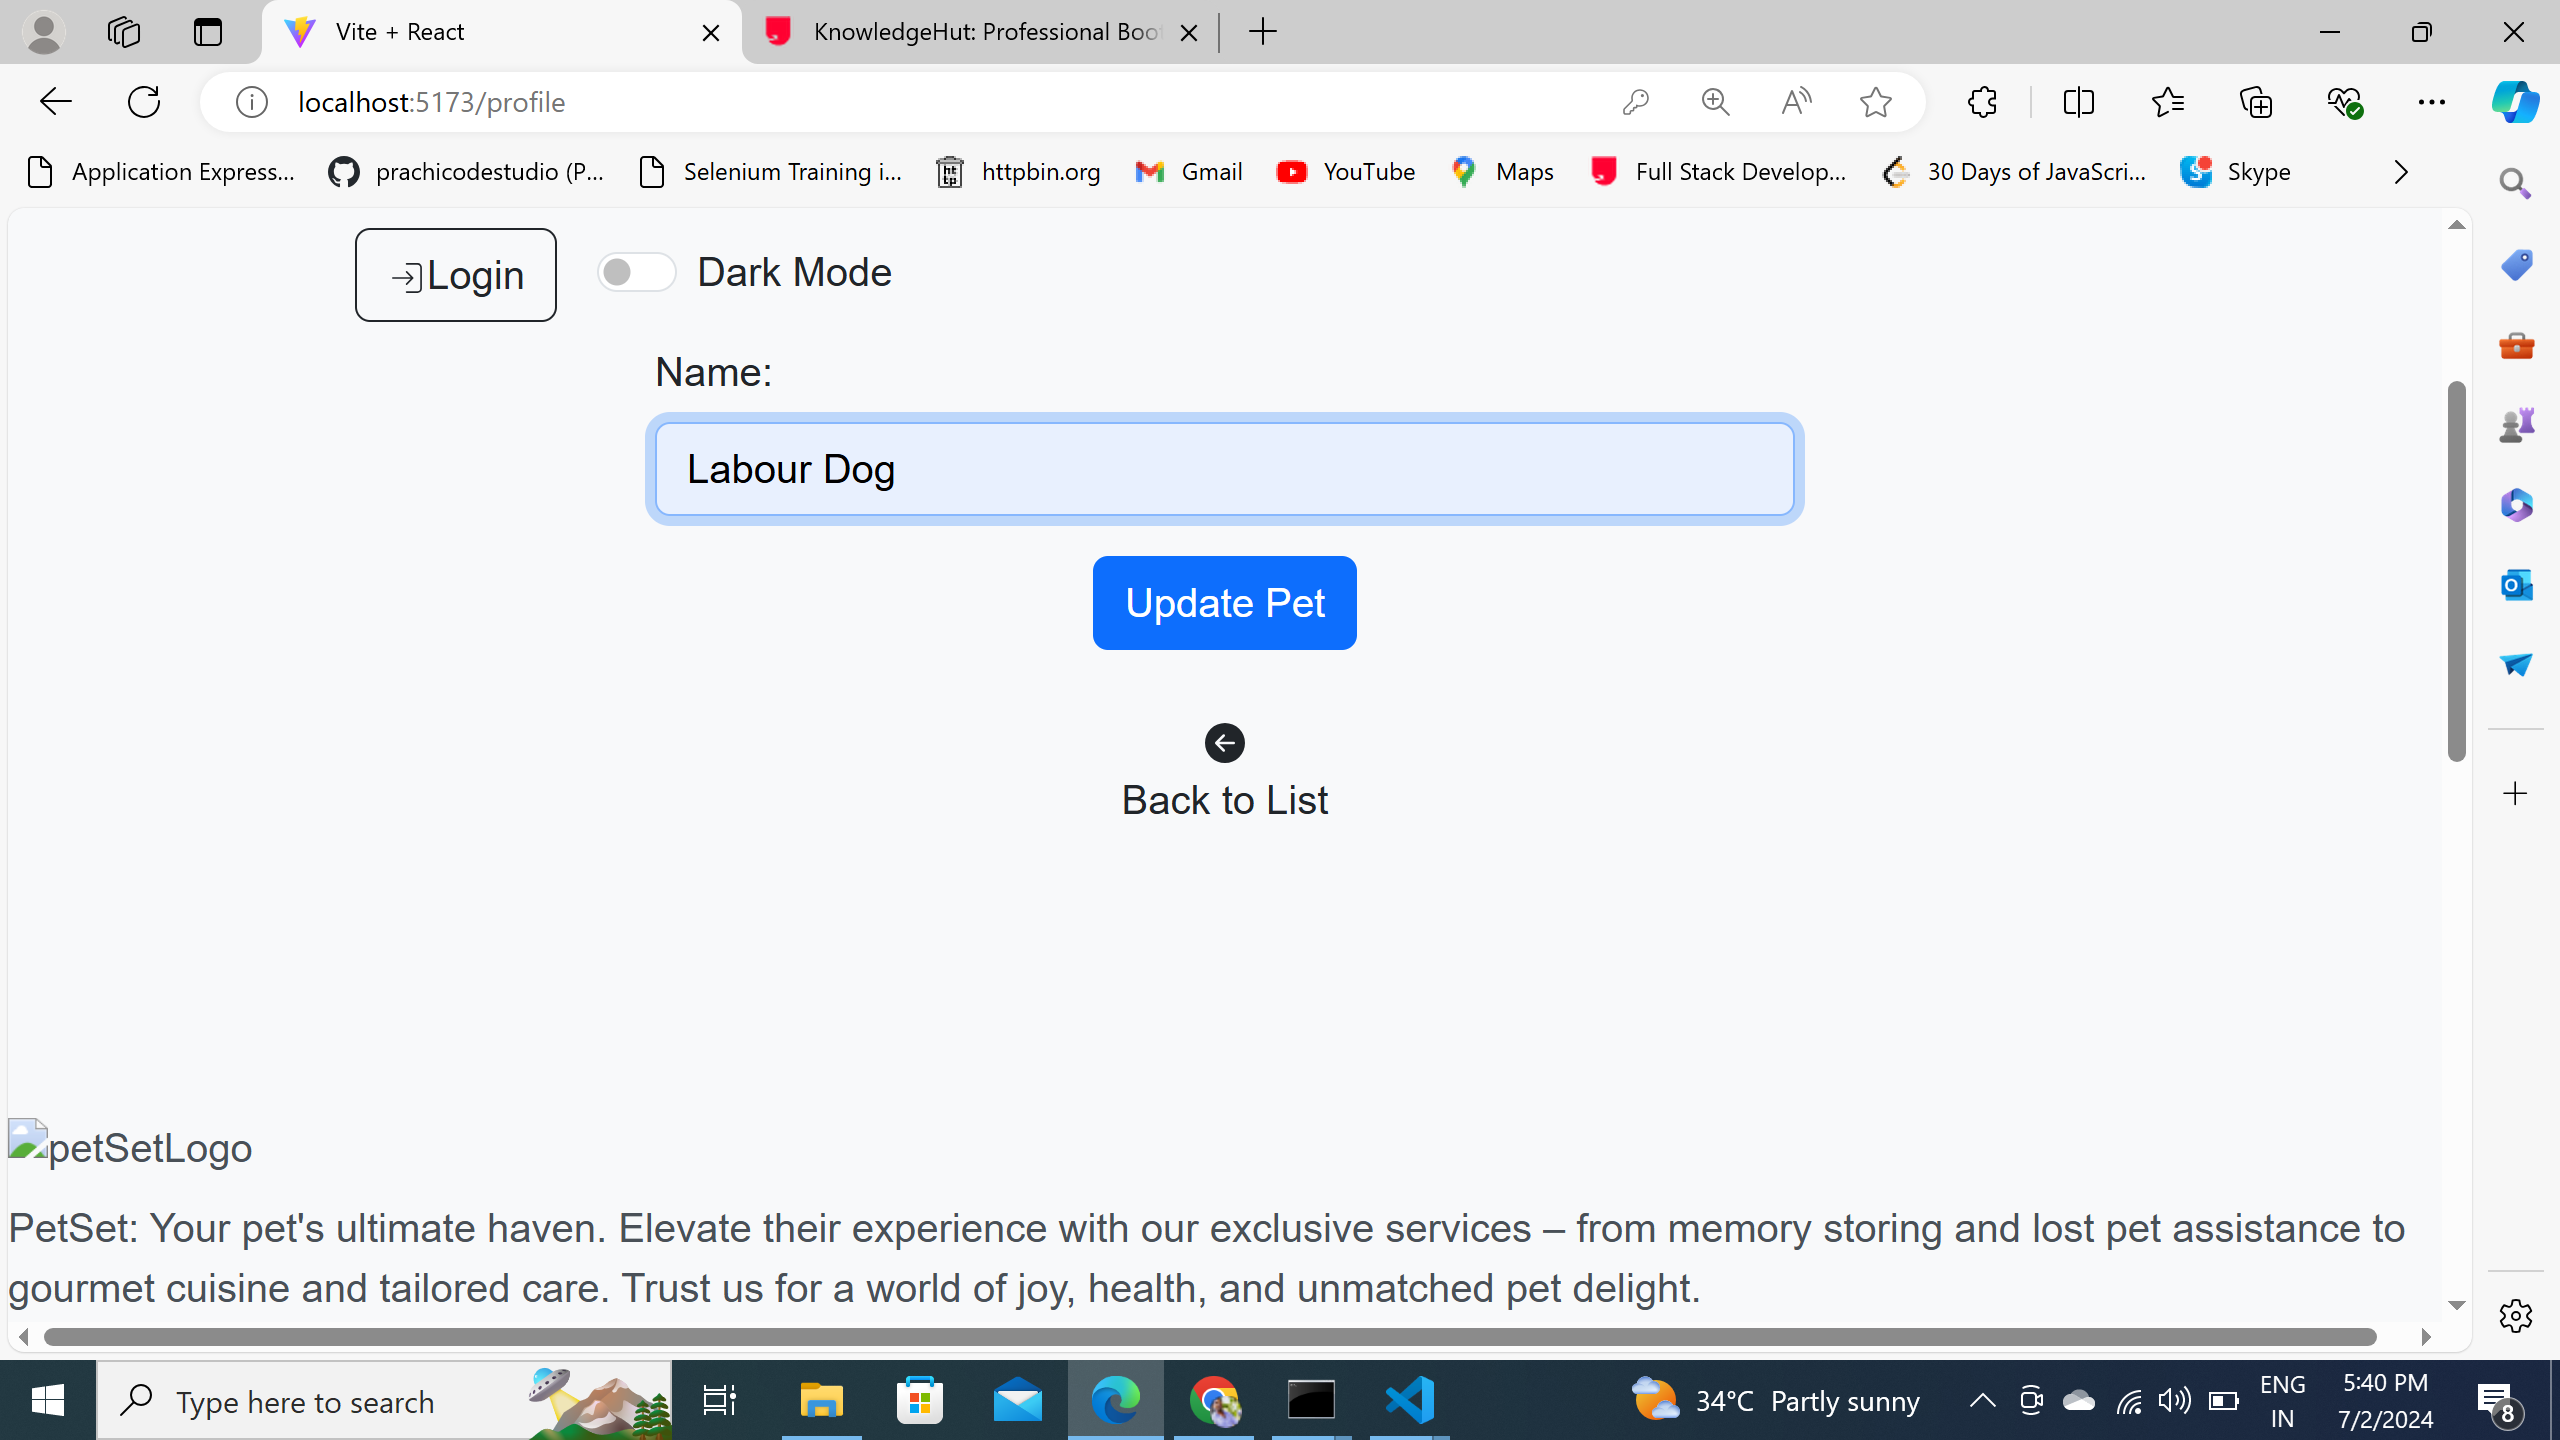 Vite + React
KnowledgeHut: Professional Boo
localhost:5173/profile
Application Express...
prachicodestudio (P...
Selenium Training i...
httpbin.org
Gmail
YouTube
Maps
Full Stack Develop...
30 Days of JavaScri...
Skype
Login
Dark Mode
Name:
Labour Dog
Update Pet
Back to List
petSetLogo
PetSet: Your pet's ultimate haven. Elevate their experience with our exclusive services – from memory storing and lost pet assistance to
gourmet cuisine and tailored care. Trust us for a world of joy, health, and unmatched pet delight.
Type here to search
34°C Partly sunny
ENG
IN
5:40 PM
7/2/2024
8